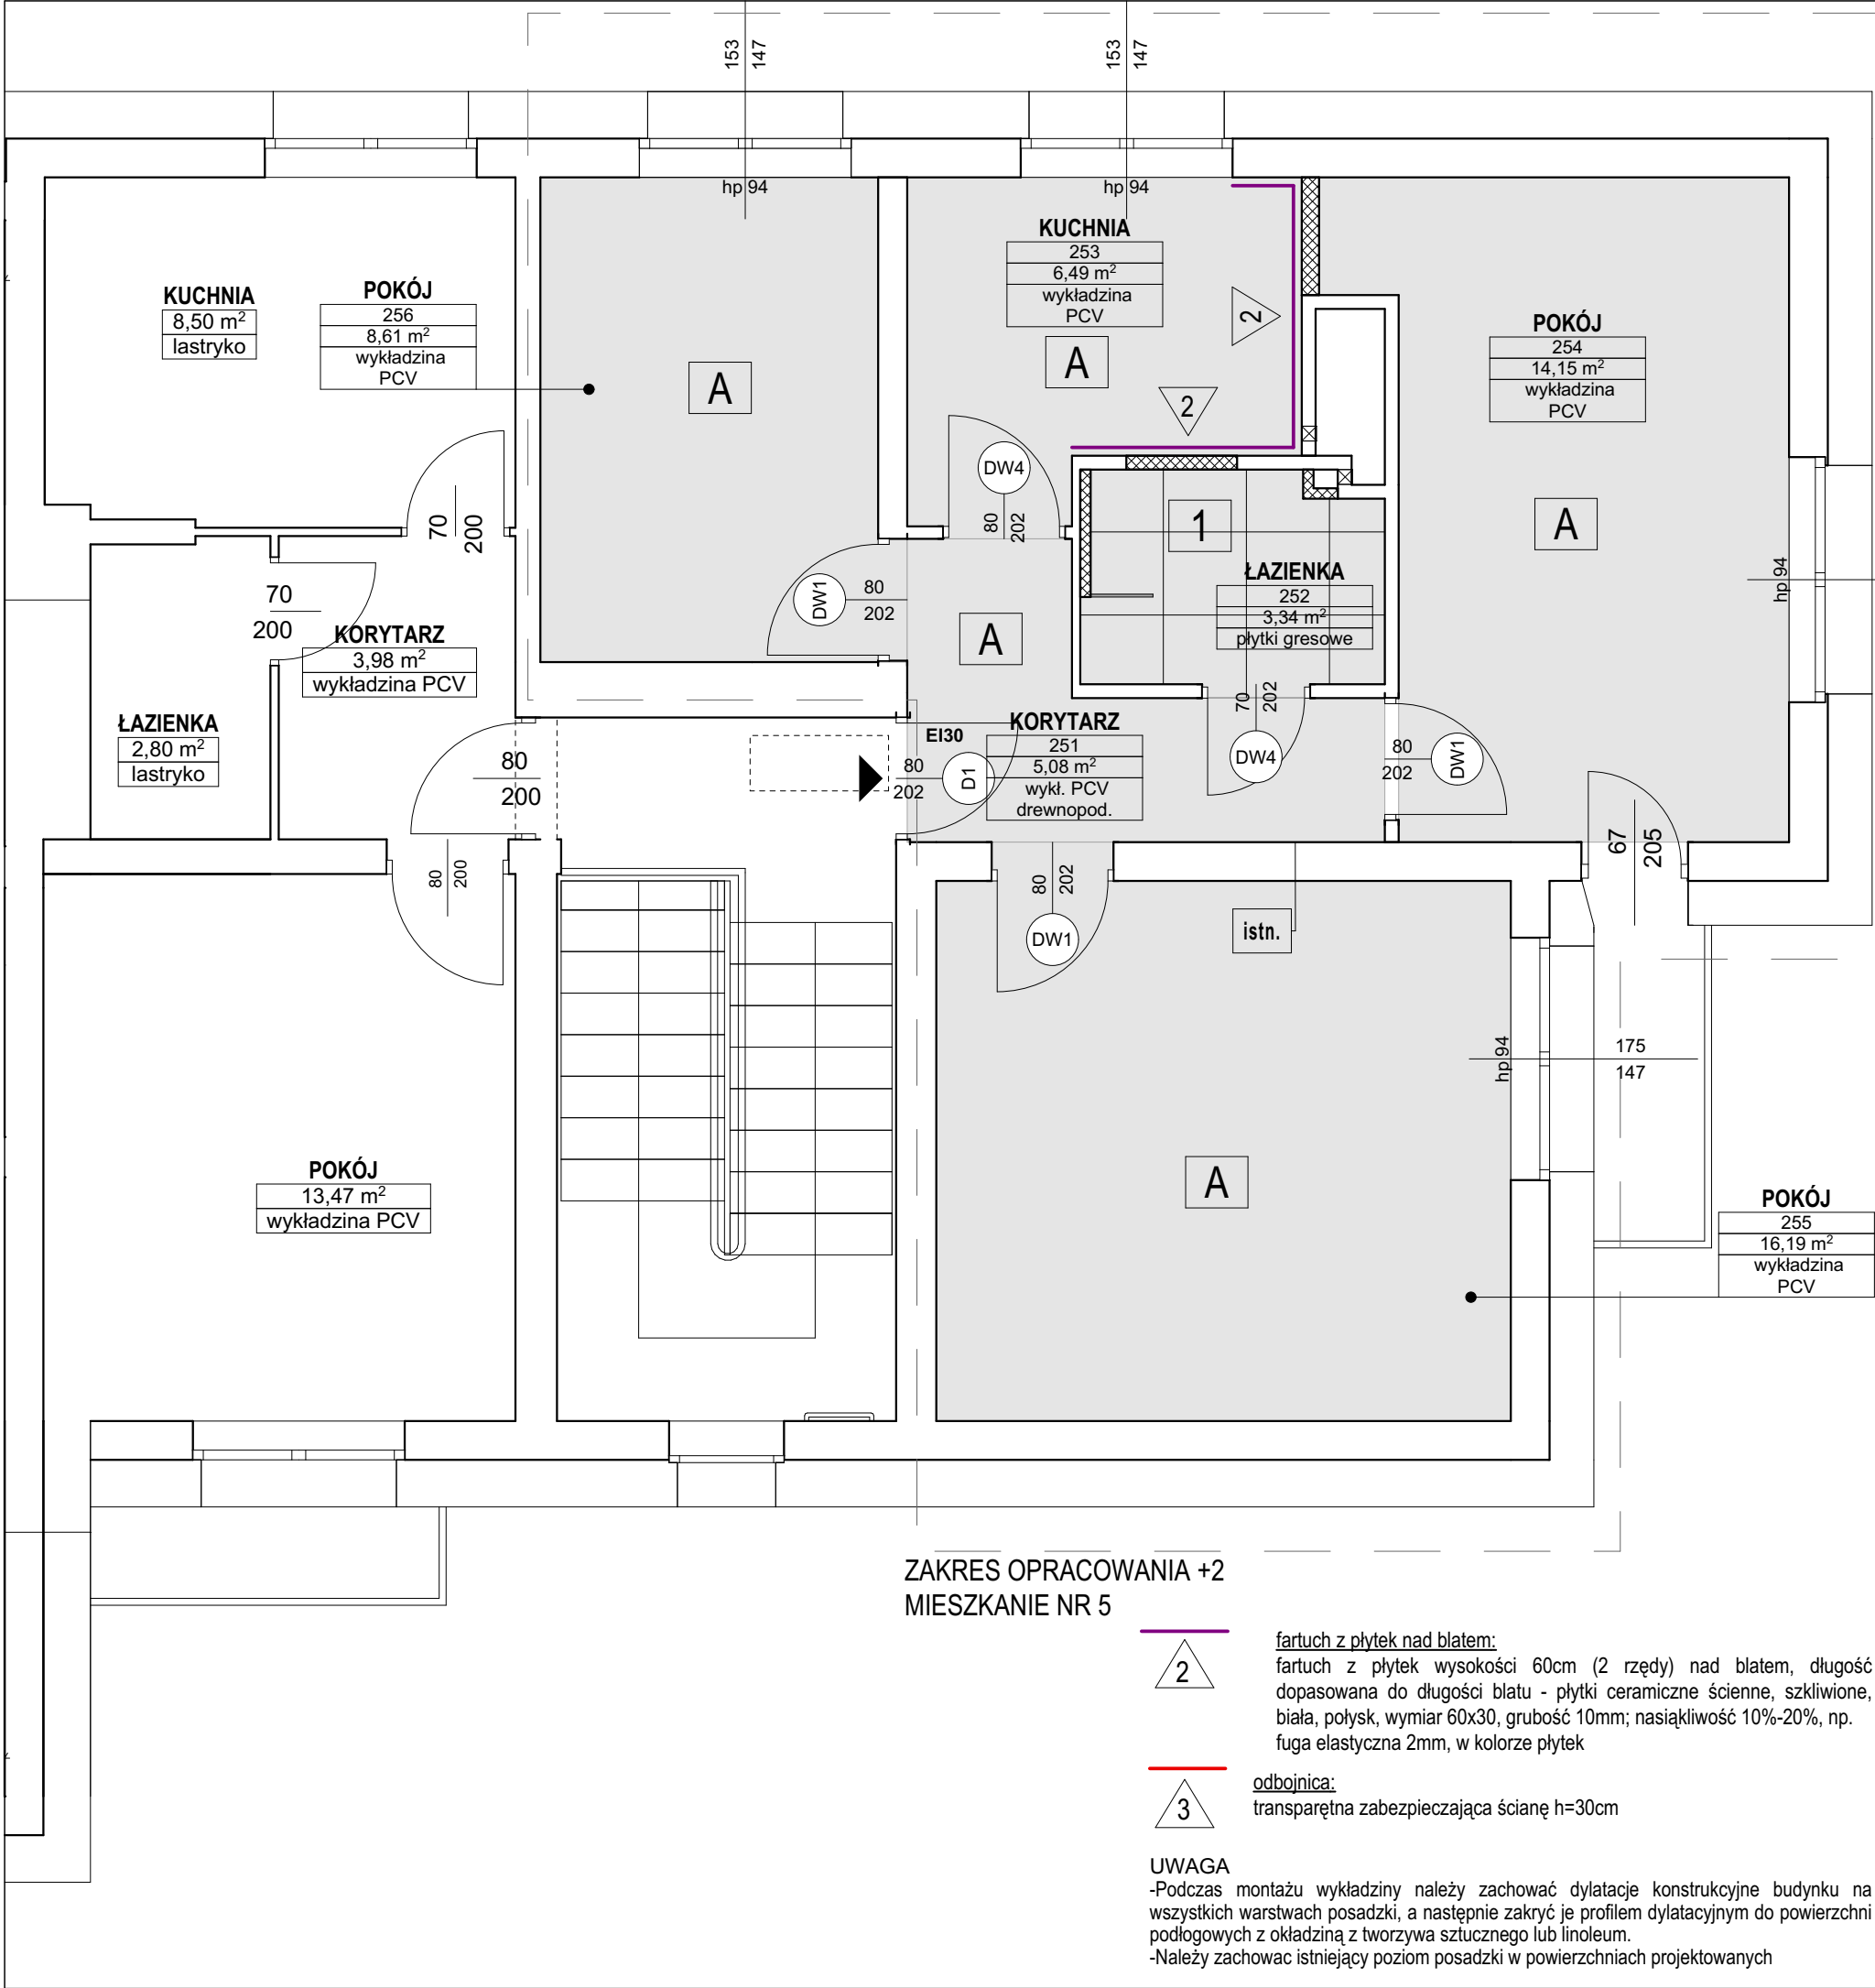 153
147
153
147
hp 94
hp 94
KUCHNIA
253
6,49 m²
wykładzina
PCV
KUCHNIA
8,50 m²
lastryko
POKÓJ
256
8,61 m²
wykładzina
PCV
A
A
2
2
POKÓJ
254
14,15 m²
wykładzina
PCV
A
hp 94
DW4
80
202
70
200
1
ŁAZIENKA
252
3,34 m²
płytki gresowe
DW1
80
202
A
70
200
KORYTARZ
3,98 m²
wykładzina PCV
ŁAZIENKA
2,80 m²
lastryko
80
200
EI30
80
202
D1
KORYTARZ
251
5,08 m²
wykł. PCV
drewnopod.
70
202
DW4
80
202
DW1
67
205
80
200
80
202
DW1
istn.
hp 94
175
147
A
POKÓJ
13,47 m²
wykładzina PCV
POKÓJ
255
16,19 m²
wykładzina
PCV
ZAKRES OPRACOWANIA +2
MIESZKANIE NR 5
2
fartuch z płytek nad blatem:
fartuch z płytek wysokości 60cm (2 rzędy) nad blatem, długość
dopasowana do długości blatu - płytki ceramiczne ścienne, szkliwione,
biała, połysk, wymiar 60x30, grubość 10mm; nasiąkliwość 10%-20%, np.
fuga elastyczna 2mm, w kolorze płytek
3
odbojnica:
transparętna zabezpieczająca ścianę h=30cm
UWAGA
-Podczas montażu wykładziny należy zachować dylatacje konstrukcyjne budynku na
wszystkich warstwach posadzki, a następnie zakryć je profilem dylatacyjnym do powierzchni
podłogowych z okładziną z tworzywa sztucznego lub linoleum.
-Należy zachowac istniejący poziom posadzki w powierzchniach projektowanych